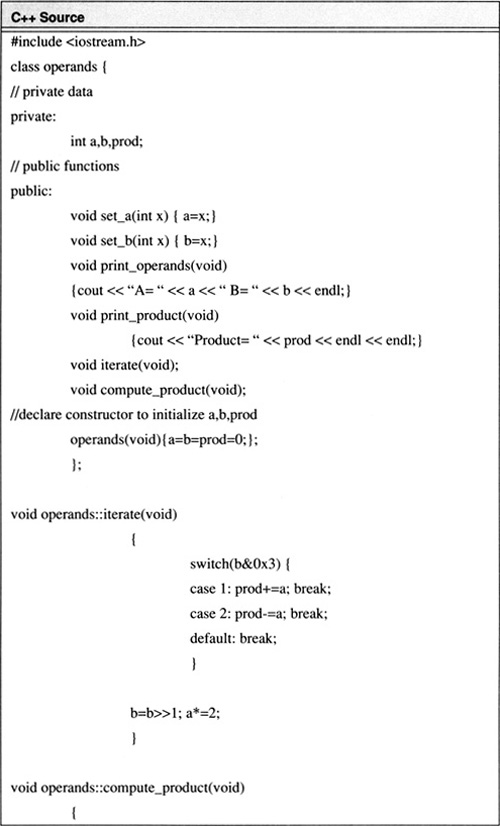 C++ Source
#include <iostream.h>
class operands {
// private data
private:
int a,b,prod;
// public functions
public:
void set_a(int x) { a=x;}
void set_b(int x) { b=x;}
void print_operands(void)
{cout << “A= “ << a << “ B= “ << b << endl;}
void print_product(void)
{cout << “Product= “ << prod << endl << endl;}
void iterate(void);
void compute_product(void);
//declare constructor to initialize a,b,prod
operands(void){a=b=prod=0;};
};
void operands::iterate(void)
{
switch(b&0x3) {
case 1: prod+=a; break;
case 2: prod-=a; break;
default: break;
}
b=b>>1; a*=2;
}
void operands::compute_product(void)
{